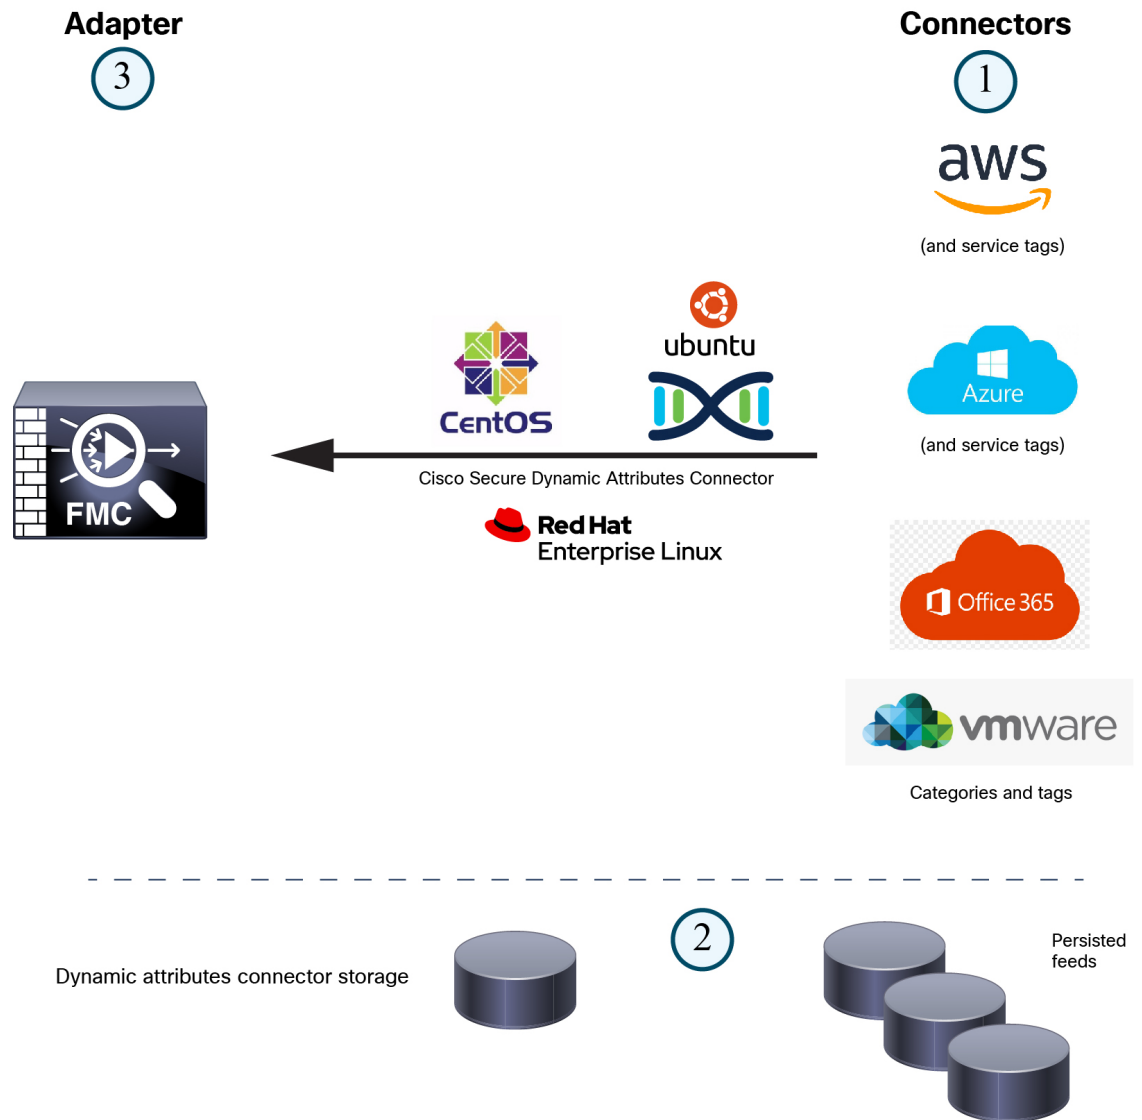 Adapter
Connectors
3
1
aws
(and service tags)
ubuntu
CentOS
Azure
(and service tags)
FMC
Cisco Secure Dynamic Attributes Connector
Red Hat
Enterprise Linux
Office 365
vmware
Categories and tags
2
Dynamic attributes connector storage
Persisted
feeds